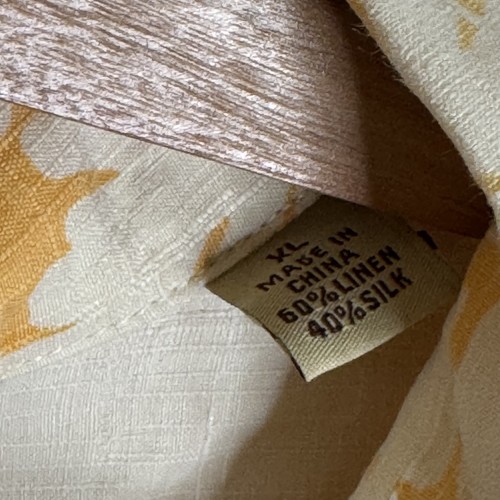 XL
MADE IN
CHINA
60% LINEN
40% SILK